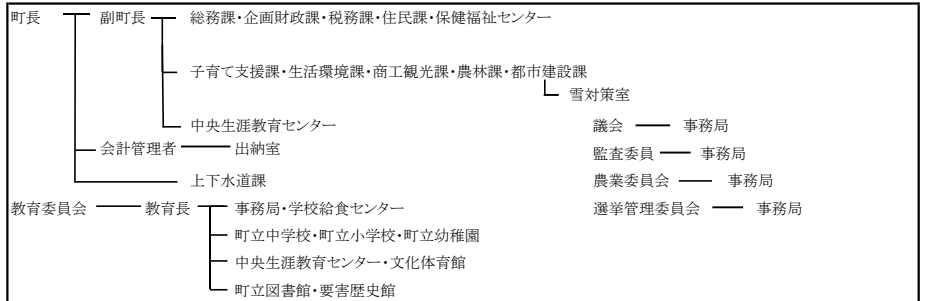 町長 副町長 総務課・企画財政課・税務課・住民課・保健福祉センター
子育て支援課・生活環境課・商工観光課・農林課・都市建設課
雪対策室
中央生涯教育センター 議会 事務局
会計管理者 出納室 監査委員 事務局
上下水道課 農業委員会 事務局
教育委員会 教育長 事務局・学校給食センター 選挙管理委員会 事務局
町立中学校・町立小学校・町立幼稚園
中央生涯教育センター・文化体育館
町立図書館・要害歴史館